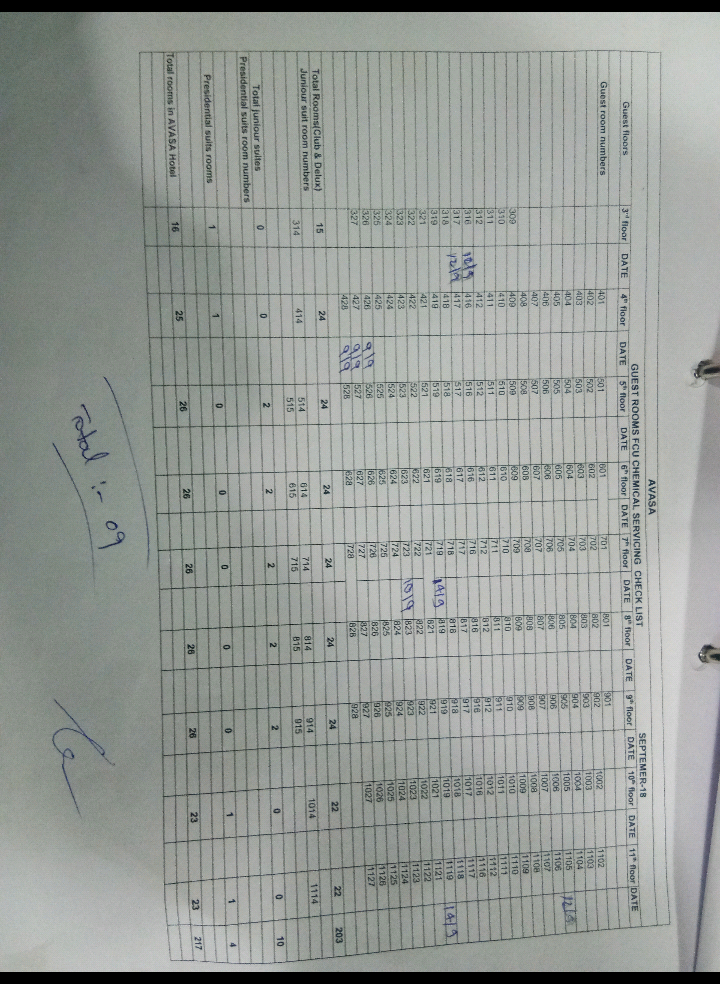 AVASA
GUEST ROOMS FCU CHEMICAL SERVICING CHECK LIST SEPTEMER-18
Guest floors 3rd floor DATE 4th floor DATE 5th floor DATE 6th floor DATE 7th floor DATE 8th floor DATE 9th floor DATE 10th floor DATE 11th floor DATE
Guest room numbers 401 501 601 701 801 901
402 502 602 702 802 902 1002 1102
403 503 603 703 803 903 1003 1103
404 504 604 704 804 904 1004 1104
405 505 605 705 805 905 1005 1105 12/9
406 506 606 706 806 906 1006 1106
407 507 607 707 807 907 1007 1107
408 508 608 708 808 908 1008 1108
309 409 509 609 709 809 909 1009 1109
310 410 510 610 710 810 910 1010 1110
311 411 511 611 711 811 911 1011 1111
312 412 512 612 712 812 912 1012 1112
316 12/9 416 516 616 716 816 916 1016 1116
317 12/9 417 517 617 717 817 917 1017 1117
318 418 518 618 718 818 918 1018 1118
319 419 519 619 719 14/9 819 919 1019 1119 14/9
321 421 521 621 721 821 921 1021 1121
322 422 522 622 722 822 922 1022 1122
323 423 523 623 723 10/9 823 923 1023 1123
324 424 524 624 724 824 924 1024 1124
325 425 525 625 725 825 925 1025 1125
326 426 9/9 526 626 726 826 926 1026 1126
327 427 9/9 527 627 727 827 927 1027 1127
428 9/9 528 628 728 828 928
Total Rooms(Club & Delux) 15 24 24 24 24 24 24 22 22 203
Juniour suit room numbers 314 414 514 614 714 814 914 1014 1114
515 615 715 815 915
Total juniour suites 0 0 2 2 2 2 2 0 0 10
Presidential suits room numbers
Presidential suits rooms 1 1 0 0 0 0 0 1 1 4
Total rooms in AVASA Hotel 16 25 26 26 26 26 26 23 23 217
Total :- 09